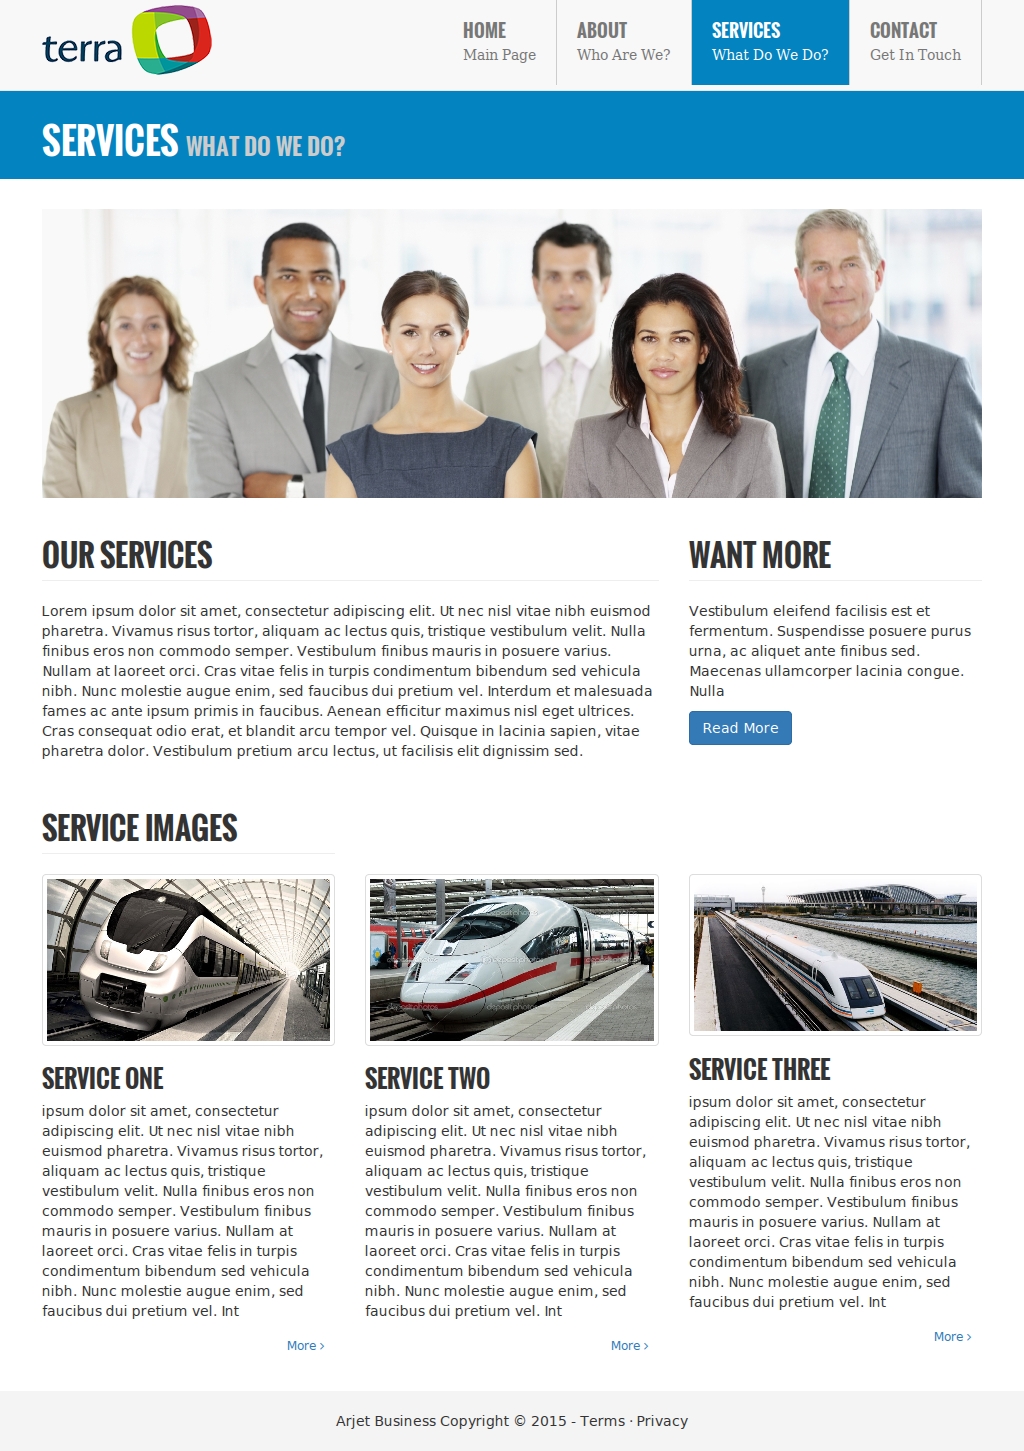 terra
HOME
Main Page
ABOUT
Who Are We?
SERVICES
What Do We Do?
CONTACT
Get In Touch
SERVICES WHAT DO WE DO?
OUR SERVICES
Lorem ipsum dolor sit amet, consectetur adipiscing elit. Ut nec nisl vitae nibh euismod
pharetra. Vivamus risus tortor, aliquam ac lectus quis, tristique vestibulum velit. Nulla
finibus eros non commodo semper. Vestibulum finibus mauris in posuere varius.
Nullam at laoreet orci. Cras vitae felis in turpis condimentum bibendum sed vehicula
nibh. Nunc molestie augue enim, sed faucibus dui pretium vel. Interdum et malesuada
fames ac ante ipsum primis in faucibus. Aenean efficitur maximus nisl eget ultrices.
Cras consequat odio erat, et blandit arcu tempor vel. Quisque in lacinia sapien, vitae
pharetra dolor. Vestibulum pretium arcu lectus, ut facilisis elit dignissim sed.
WANT MORE
Vestibulum eleifend facilisis est et
fermentum. Suspendisse posuere purus
urna, ac aliquet ante finibus sed.
Maecenas ullamcorper lacinia congue.
Nulla
Read More
SERVICE IMAGES
SERVICE ONE
ipsum dolor sit amet, consectetur
adipiscing elit. Ut nec nisl vitae nibh
euismod pharetra. Vivamus risus tortor,
aliquam ac lectus quis, tristique
vestibulum velit. Nulla finibus eros non
commodo semper. Vestibulum finibus
mauris in posuere varius. Nullam at
laoreet orci. Cras vitae felis in turpis
condimentum bibendum sed vehicula
nibh. Nunc molestie augue enim, sed
faucibus dui pretium vel. Int
More ›
SERVICE TWO
ipsum dolor sit amet, consectetur
adipiscing elit. Ut nec nisl vitae nibh
euismod pharetra. Vivamus risus tortor,
aliquam ac lectus quis, tristique
vestibulum velit. Nulla finibus eros non
commodo semper. Vestibulum finibus
mauris in posuere varius. Nullam at
laoreet orci. Cras vitae felis in turpis
condimentum bibendum sed vehicula
nibh. Nunc molestie augue enim, sed
faucibus dui pretium vel. Int
More ›
SERVICE THREE
ipsum dolor sit amet, consectetur
adipiscing elit. Ut nec nisl vitae nibh
euismod pharetra. Vivamus risus tortor,
aliquam ac lectus quis, tristique
vestibulum velit. Nulla finibus eros non
commodo semper. Vestibulum finibus
mauris in posuere varius. Nullam at
laoreet orci. Cras vitae felis in turpis
condimentum bibendum sed vehicula
nibh. Nunc molestie augue enim, sed
faucibus dui pretium vel. Int
More ›
Arjet Business Copyright © 2015 - Terms · Privacy